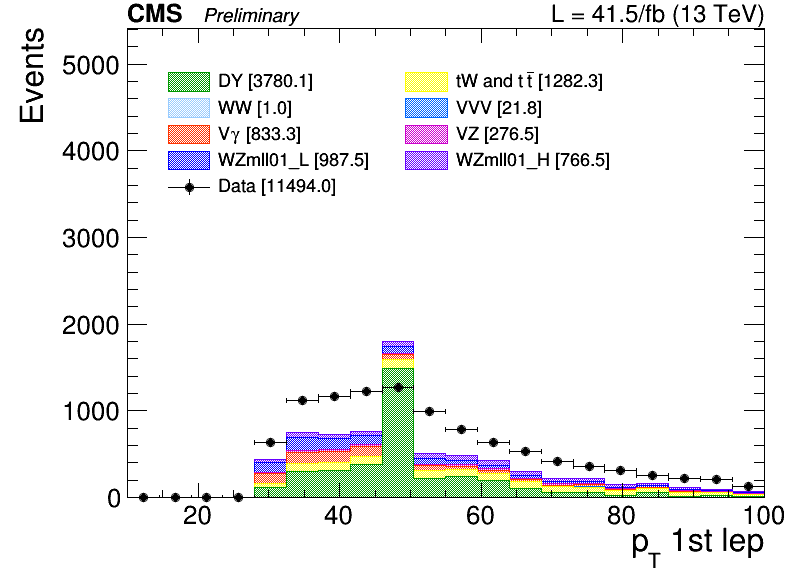 CMS Preliminary L = 41.5/fb (13 TeV)
Events
5000
4000
3000
2000
1000
0
DY [3780.1]
tW and t t̄ [1282.3]
WW [1.0]
VVV [21.8]
Vγ [833.3]
VZ [276.5]
WZmll01_L [987.5]
WZmll01_H [766.5]
Data [11494.0]
20 40 60 80 100
p_T 1st lep